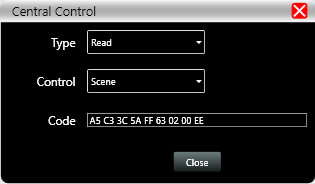 Central Control
Type Read
Control Scene
Code A5 C3 3C 5A FF 63 02 00 EE
Close